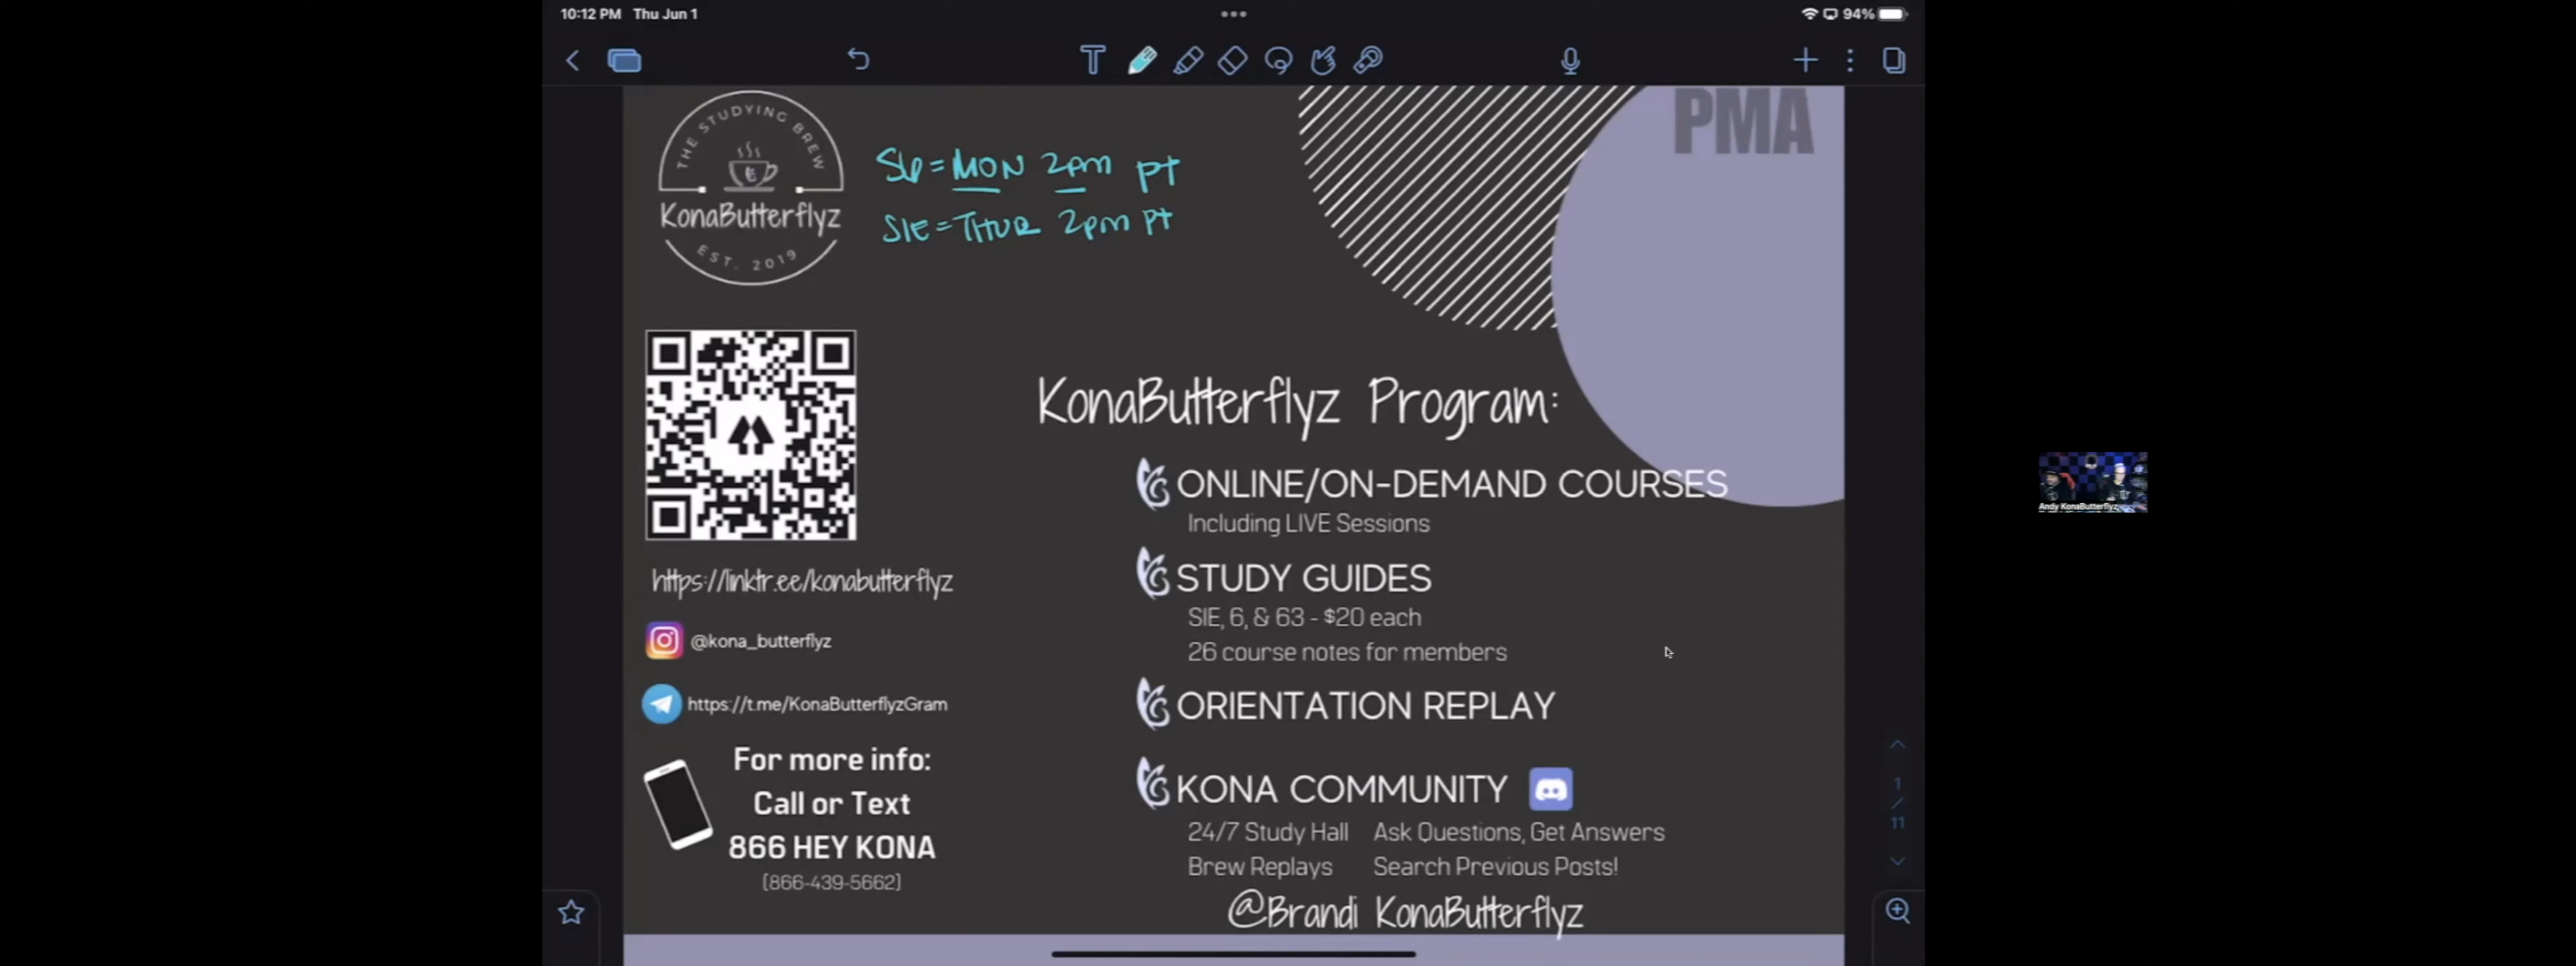 10:12 PM Thu Jun 1
94%
PMA
THE STUDYING BREW
KonaButterflyz
EST. 2019
= MON 2pm PT
SIE = THUR 2pm PT
KonaButterflyz Program:
ONLINE/ON-DEMAND COURSES
Including LIVE Sessions
STUDY GUIDES
SIE, 6, & 63 - $20 each
26 course notes for members
ORIENTATION REPLAY
KONA COMMUNITY
24/7 Study Hall Ask Questions, Get Answers
Brew Replays Search Previous Posts!
@Brandi KonaButterflyz
https://linktr.ee/konabutterflyz
@kona_butterflyz
https://t.me/KonaButterflyzGram
For more info:
Call or Text
866 HEY KONA
(866-439-5662)
1
/
11
Andy KonaButterflyz